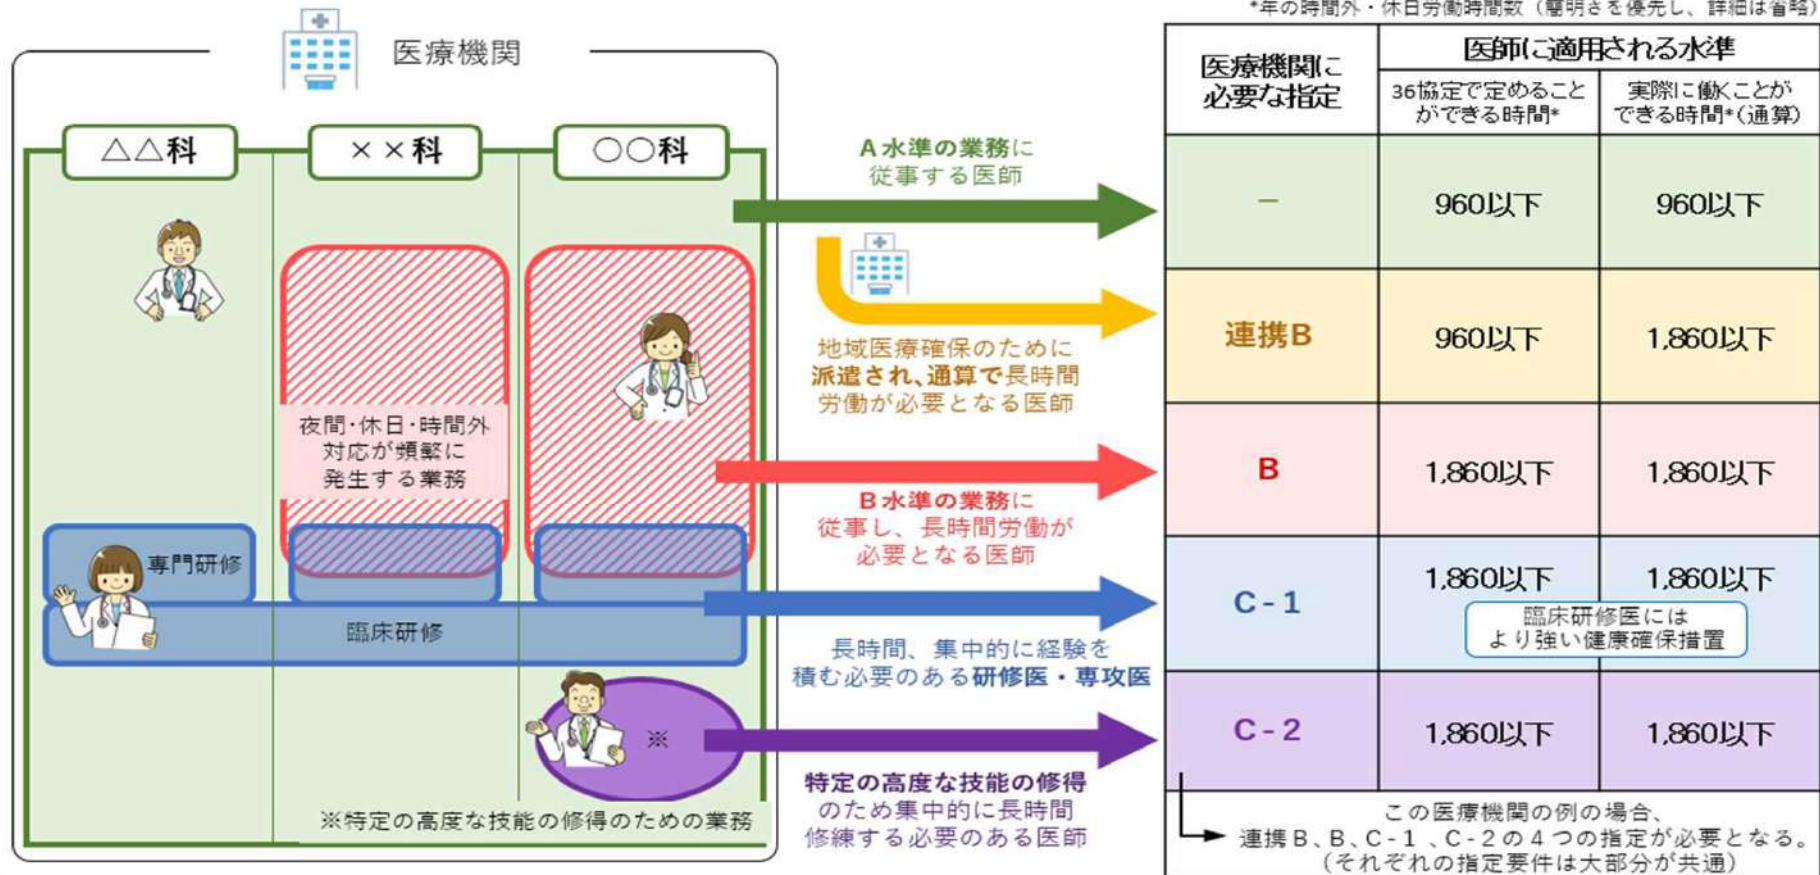 *年の時間外・休日労働時間数（簡明さを優先し、詳細は省略）
医療機関
△△科
××科
○○科
夜間･休日･時間外
対応が頻繁に
発生する業務
専門研修
臨床研修
※
※特定の高度な技能の修得のための業務
A水準の業務に
従事する医師
地域医療確保のために
派遣され、通算で長時間
労働が必要となる医師
B水準の業務に
従事し、長時間労働が
必要となる医師
長時間、集中的に経験を
積む必要のある研修医・専攻医
特定の高度な技能の修得
のため集中的に長時間
修練する必要のある医師
医療機関に
必要な指定
医師に適用される水準
36協定で定めること
ができる時間*
実際に働くことが
できる時間*（通算）
－
960以下
960以下
連携B
960以下
1,860以下
B
1,860以下
1,860以下
C-1
1,860以下
1,860以下
臨床研修医には
より強い健康確保措置
C-2
1,860以下
1,860以下
この医療機関の例の場合、
連携B、B、C-1、C-2の4つの指定が必要となる。
（それぞれの指定要件は大部分が共通）